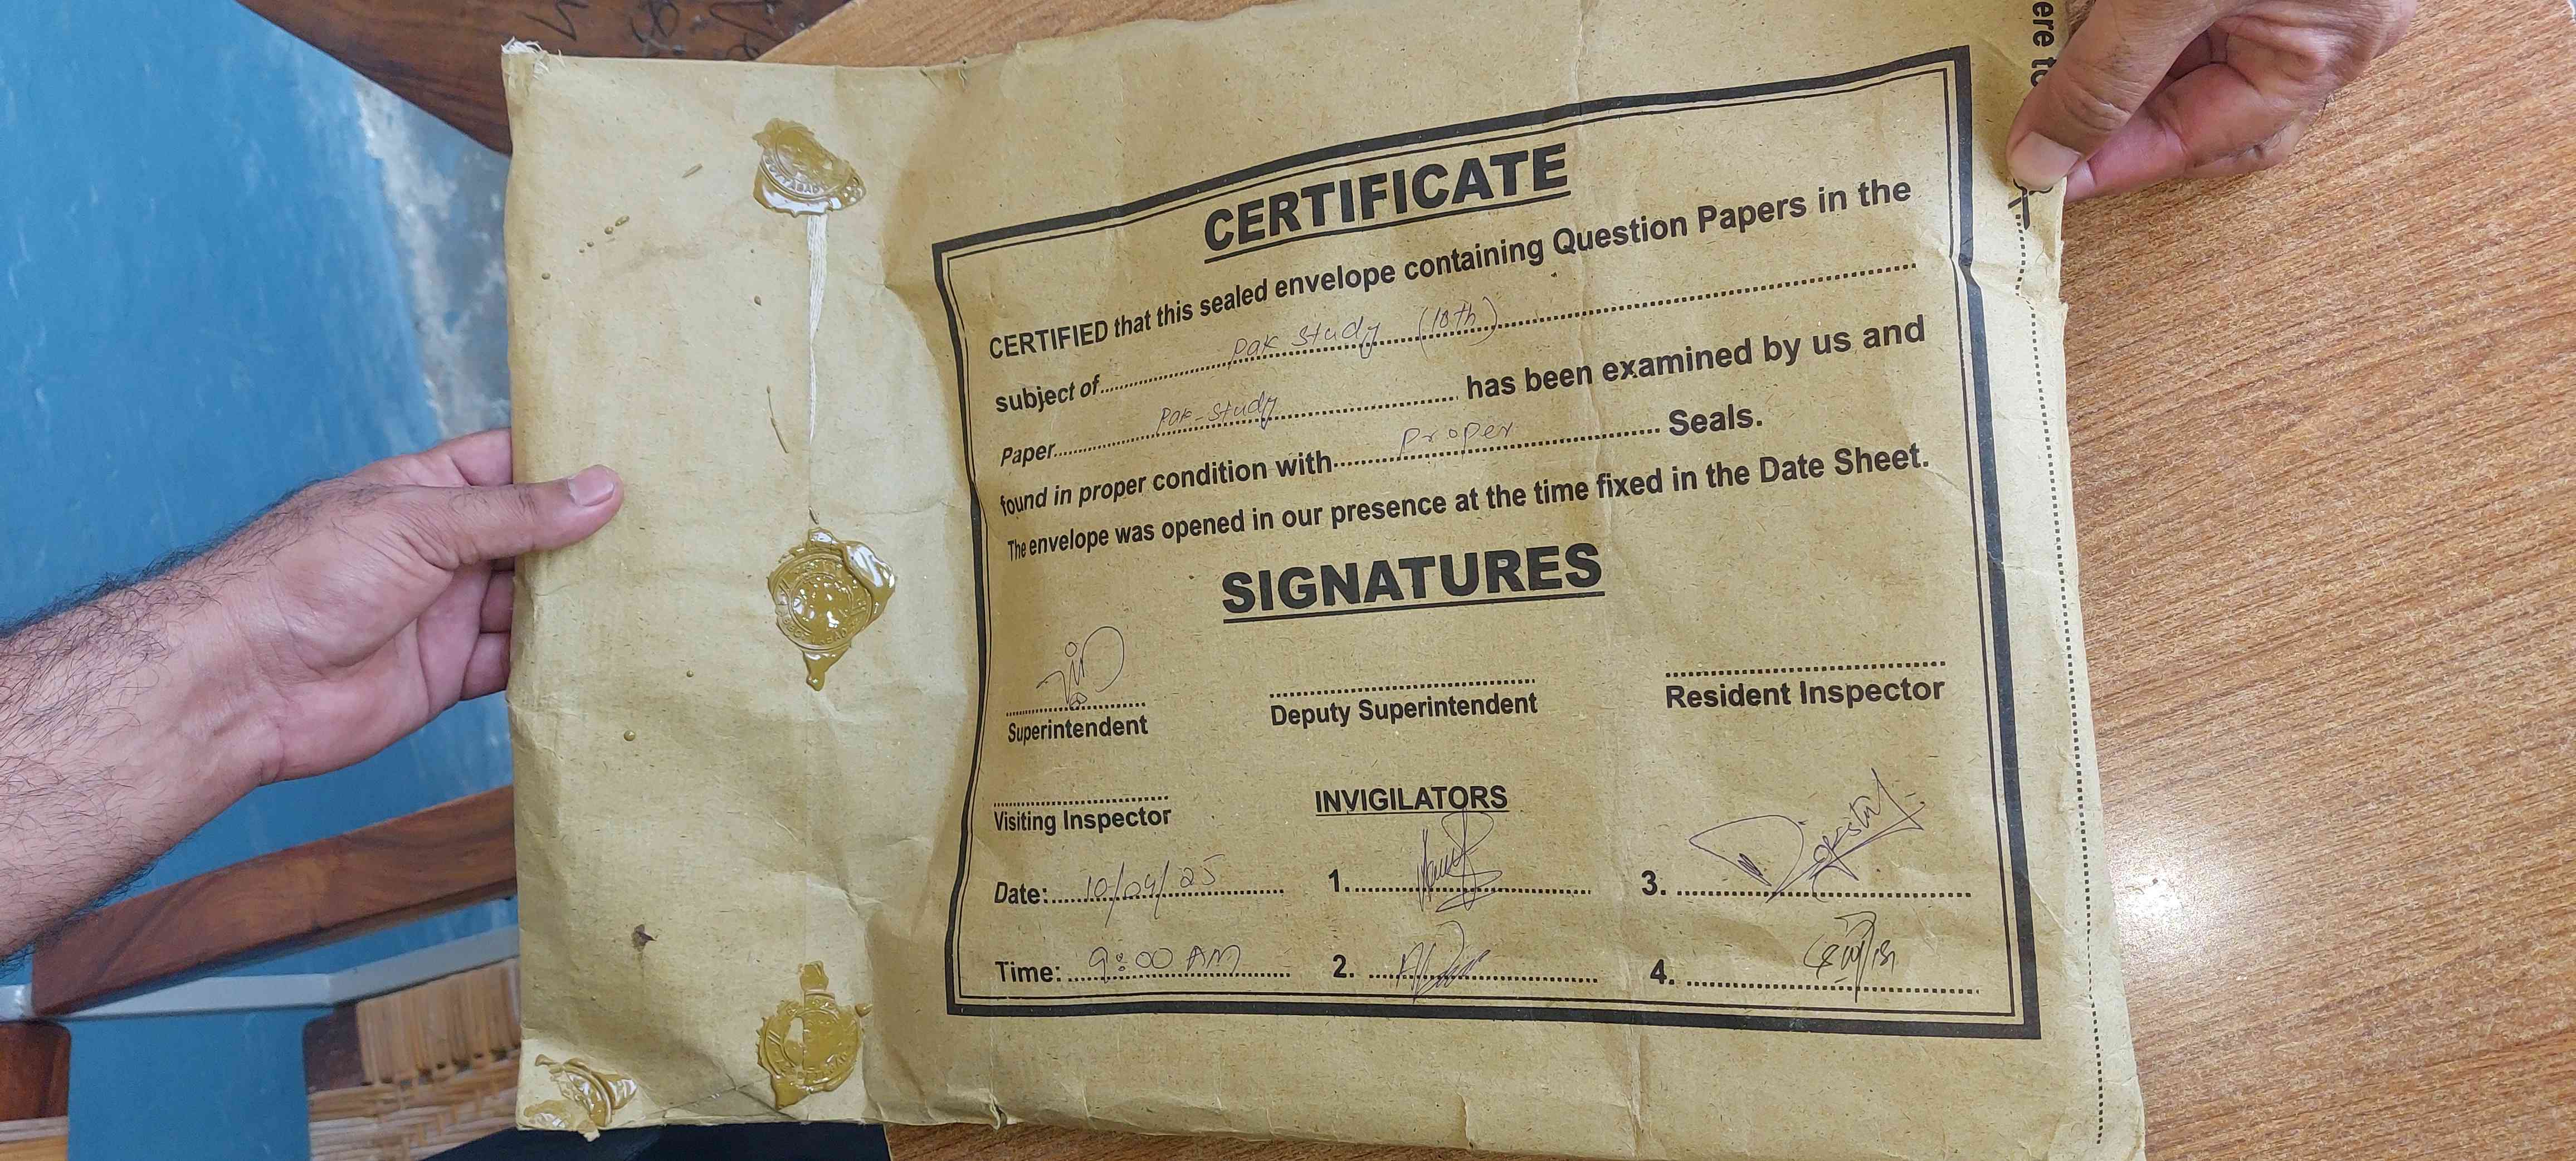 CERTIFICATE
CERTIFIED that this sealed envelope containing Question Papers in the
subject of Pak Study (10th)
Paper Pak-Study has been examined by us and
found in proper condition with Proper Seals.
The envelope was opened in our presence at the time fixed in the Date Sheet.
SIGNATURES
Superintendent
Deputy Superintendent
Resident Inspector
Visiting Inspector
INVIGILATORS
Date: 10/04/25
1.
3.
Time: 9:00 AM
2.
4.
ere to